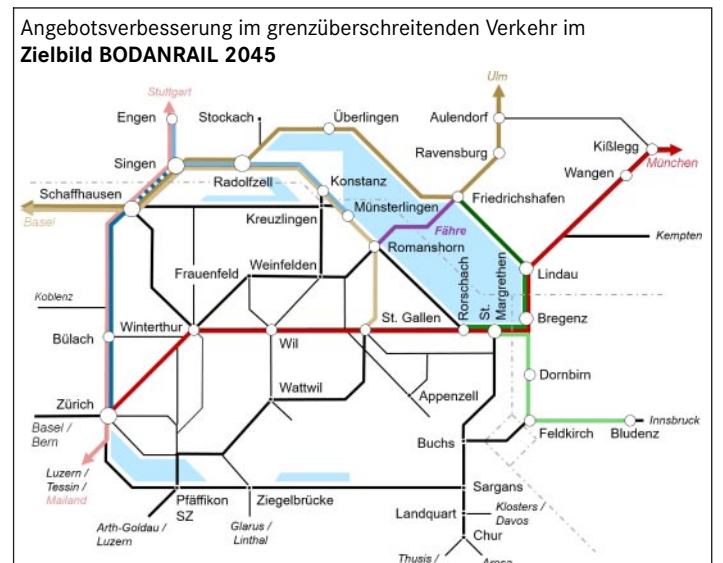 Angebotsverbesserung im grenzüberschreitenden Verkehr im
Zielbild BODANRAIL 2045
Stuttgart
Ulm
Engen
Stockach
Überlingen
Aulendorf
Kißlegg
Singen
Ravensburg
München
Wangen
Radolfzell
Konstanz
Schaffhausen
Friedrichshafen
Münsterlingen
Basel
Kreuzlingen
Fähre
Romanshorn
Kempten
Frauenfeld
Weinfelden
Rorschach
St.
Margrethen
Lindau
Koblenz
Winterthur
St. Gallen
Bregenz
Bülach
Wil
Dornbirn
Wattwil
Appenzell
Zürich
Basel /
Bern
Innsbruck
Buchs
Feldkirch
Bludenz
Luzern /
Tessin /
Mailand
Pfäffikon
SZ
Ziegelbrücke
Sargans
Landquart
Klosters /
Davos
Arth-Goldau /
Luzern
Glarus /
Linthal
Chur
Thusis /
Arosa